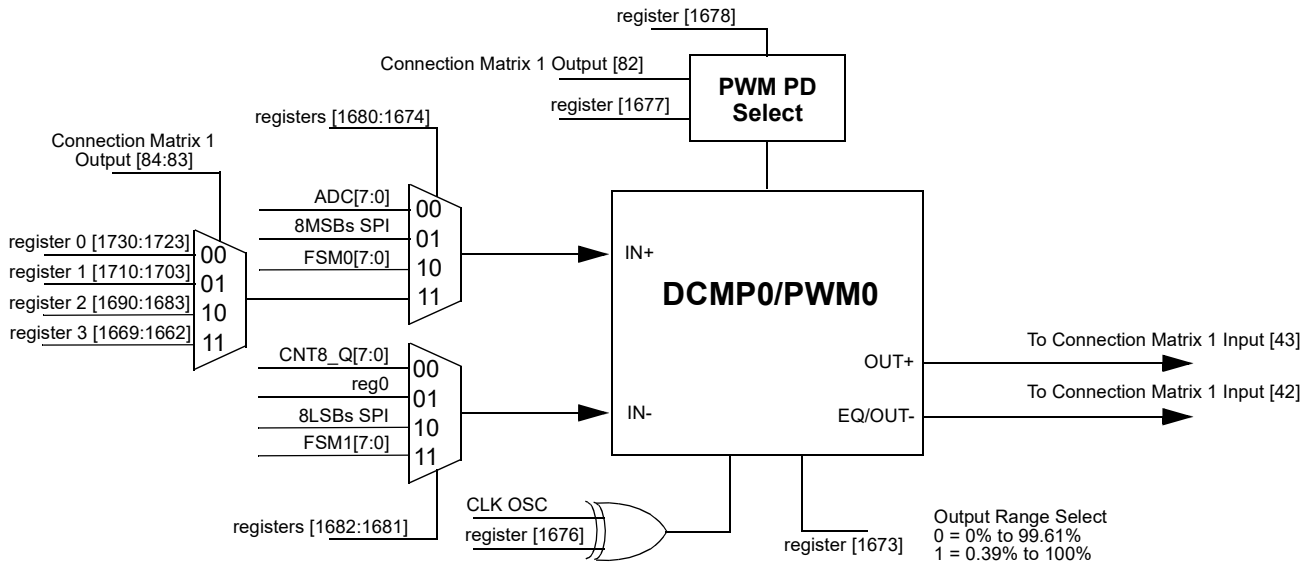 register [1678]
Connection Matrix 1 Output [82]
register [1677]
PWM PD
Select
registers [1680:1674]
Connection Matrix 1
Output [84:83]
ADC[7:0]
8MSBs SPI
FSM0[7:0]
00
01
10
11
register 0 [1730:1723]
register 1 [1710:1703]
register 2 [1690:1683]
register 3 [1669:1662]
00
01
10
11
IN+
DCMP0/PWM0
CNT8_Q[7:0]
reg0
8LSBs SPI
FSM1[7:0]
00
01
10
11
IN-
OUT+
EQ/OUT-
To Connection Matrix 1 Input [43]
To Connection Matrix 1 Input [42]
registers [1682:1681]
CLK OSC
register [1676]
register [1673]
Output Range Select
0 = 0% to 99.61%
1 = 0.39% to 100%